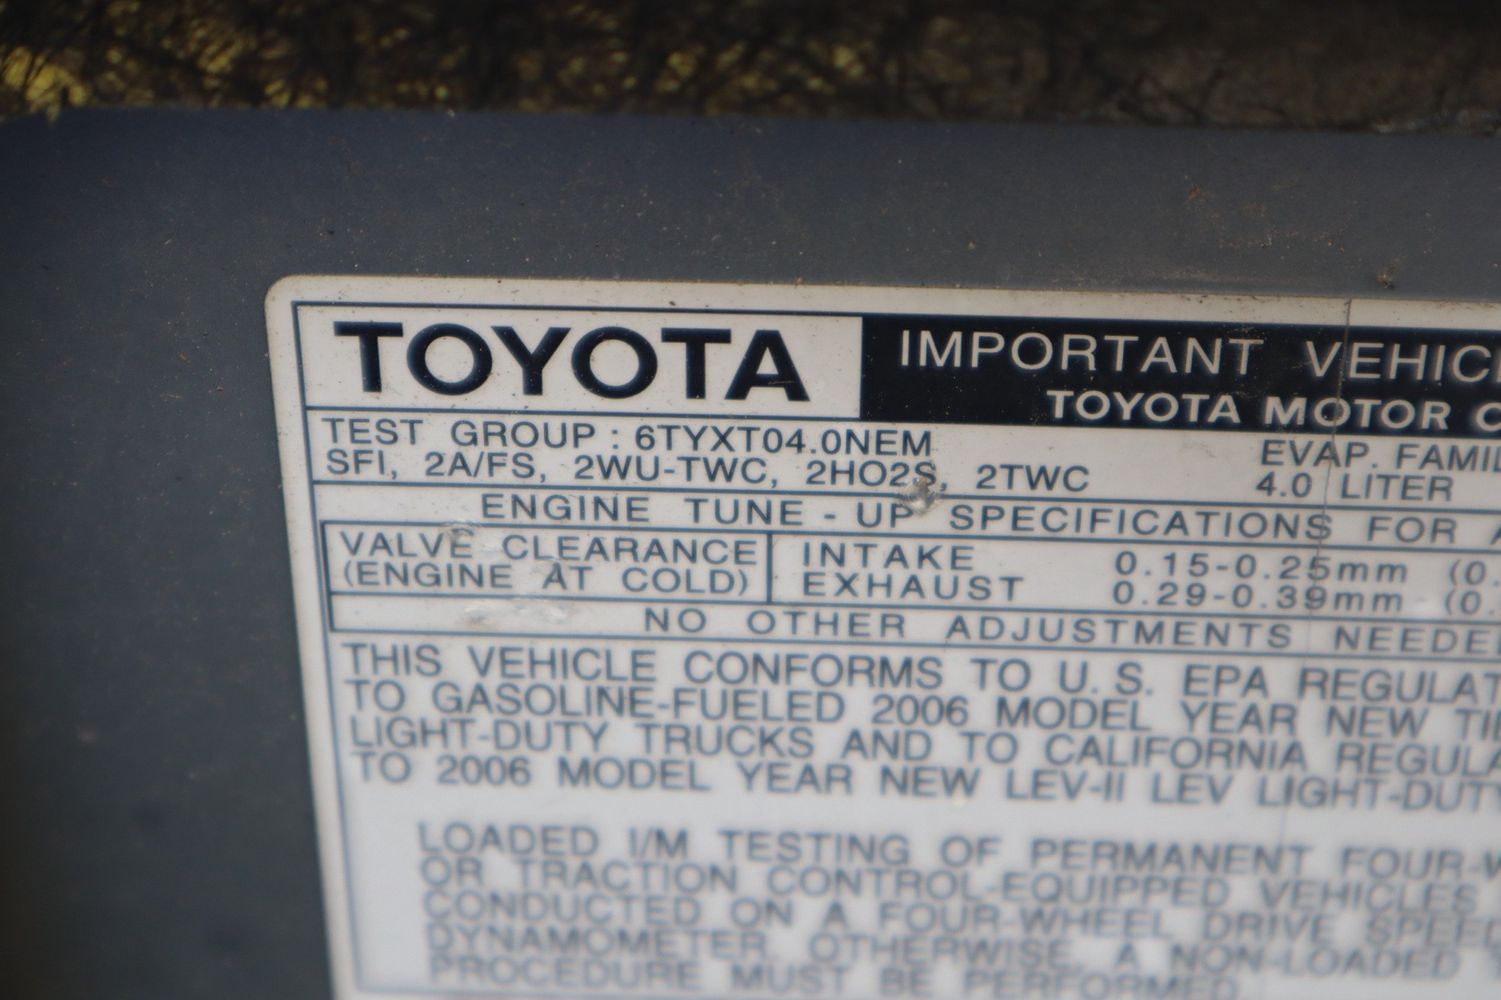 TOYOTA IMPORTANT VEHIC
TOYOTA MOTOR C
TEST GROUP : 6TYXT04.0NEM EVAP. FAMIL
SFI, 2A/FS, 2WU-TWC, 2HO2S, 2TWC 4.0 LITER
ENGINE TUNE - UP SPECIFICATIONS FOR A
VALVE CLEARANCE INTAKE 0.15-0.25mm (0.
(ENGINE AT COLD) EXHAUST 0.29-0.39mm (0.
NO OTHER ADJUSTMENTS NEEDE
THIS VEHICLE CONFORMS TO U.S. EPA REGULAT
TO GASOLINE-FUELED 2006 MODEL YEAR NEW TIE
LIGHT-DUTY TRUCKS AND TO CALIFORNIA REGULA
TO 2006 MODEL YEAR NEW LEV-II LEV LIGHT-DUTY
LOADED I/M TESTING OF PERMANENT FOUR-W
OR TRACTION CONTROL-EQUIPPED VEHICLES
CONDUCTED ON A FOUR-WHEEL DRIVE SPEED
DYNAMOMETER. OTHERWISE, A NON-LOADED
PROCEDURE MUST BE PERFORMED.